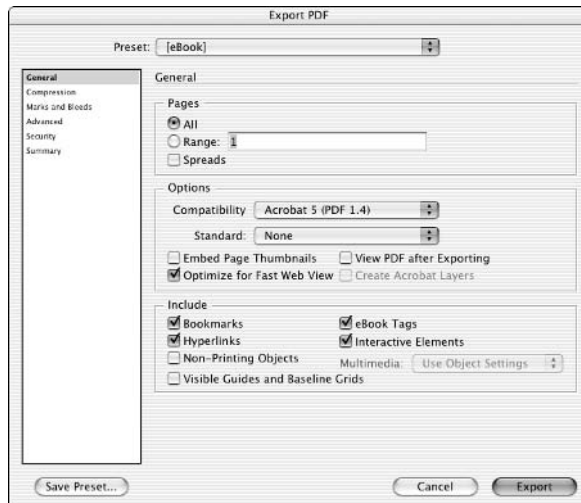 Export PDF
Preset: [eBook]
General
Compression
Marks and Bleeds
Advanced
Security
Summary
General
Pages
All
Range: 1
Spreads
Options
Compatibility Acrobat 5 (PDF 1.4)
Standard: None
Embed Page Thumbnails View PDF after Exporting
Optimize for Fast Web View Create Acrobat Layers
Include
Bookmarks eBook Tags
Hyperlinks Interactive Elements
Non-Printing Objects Multimedia: Use Object Settings
Visible Guides and Baseline Grids
Save Preset... Cancel Export